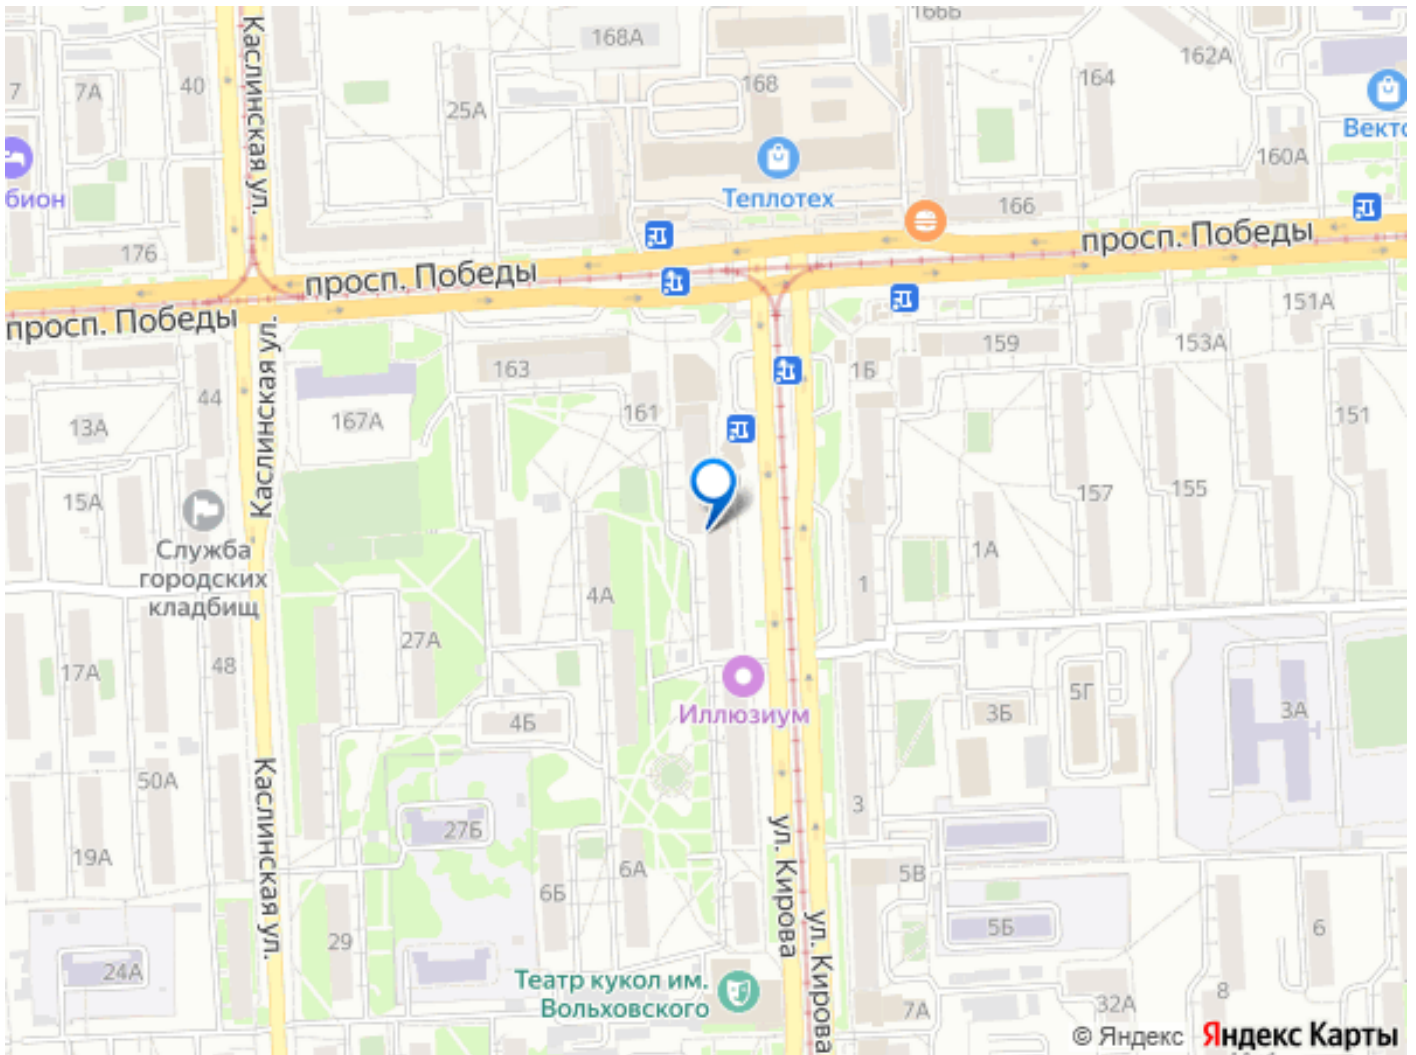 166Б
168А
162А
Каслинская ул.
7
7А
40
168
164
25А
Векто
160А
бион
Теплотех
166
176
просп. Победы
просп. Победы
просп. Победы
151А
163
159
153А
1Б
44
161
151
13А
167А
Каслинская ул.
15А
157
155
Служба
городских
кладбищ
1А
4А
1
27А
17А
48
5Г
Иллюзиум
4Б
3Б
3А
50А
3
27Б
19А
6А
ул. Кирова
5В
6Б
Каслинская ул.
29
5Б
6
ул. Кирова
24А
Театр кукол им.
Вольховского
7А
32А
8
© Яндекс Яндекс Карты